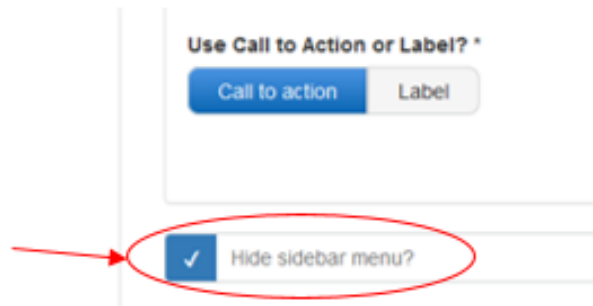 Use Call to Action or Label? *
Call to action Label
Hide sidebar menu?